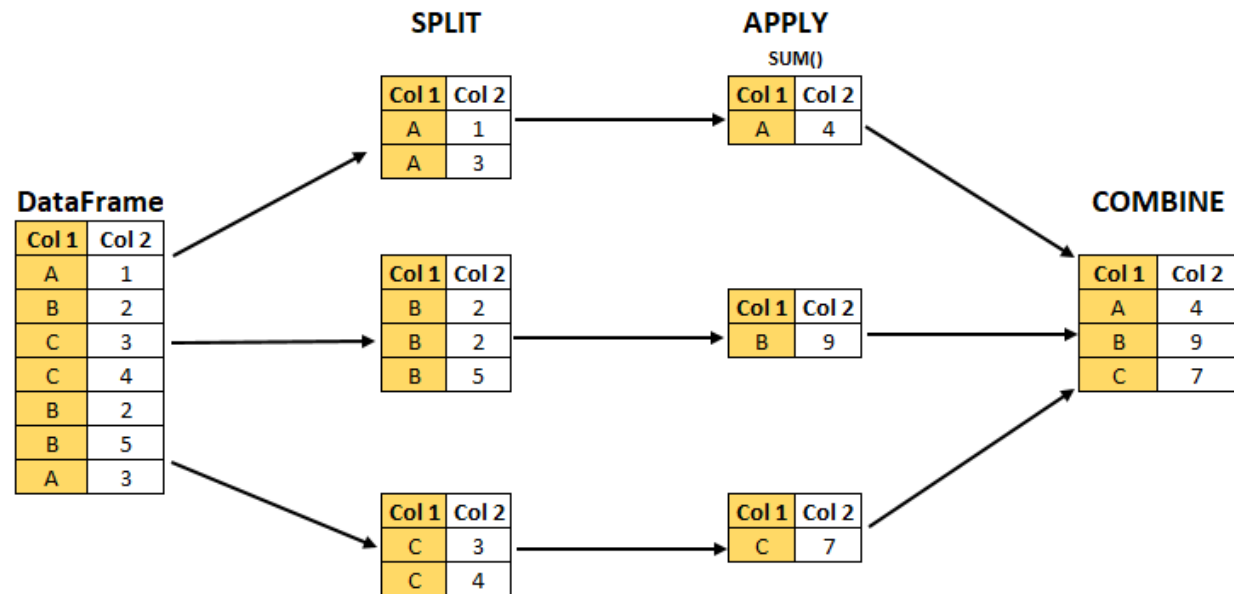 SPLIT
APPLY
SUM()
Col 1 Col 2
A 1
A 3
Col 1 Col 2
A 4
DataFrame
Col 1 Col 2
A 1
B 2
C 3
C 4
B 2
B 5
A 3
Col 1 Col 2
B 2
B 2
B 5
Col 1 Col 2
B 9
COMBINE
Col 1 Col 2
A 4
B 9
C 7
Col 1 Col 2
C 3
C 4
Col 1 Col 2
C 7